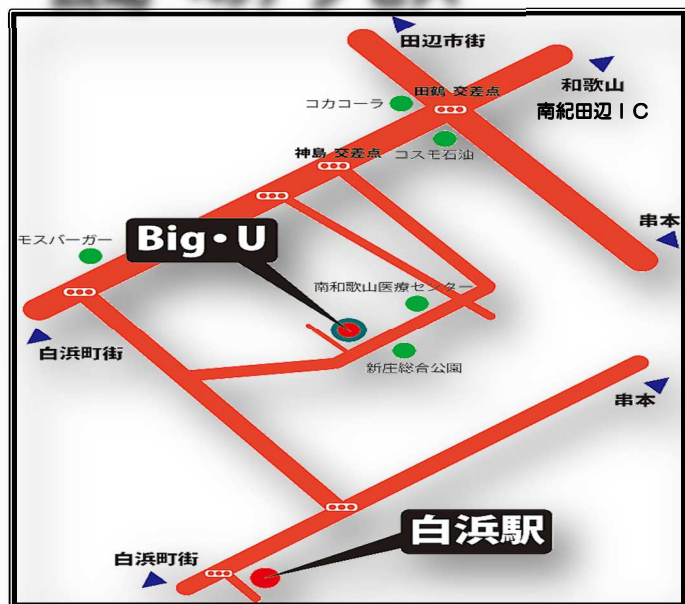 田辺市街
和歌山
南紀田辺IC
田鶴 交差点
コカコーラ
神島 交差点
コスモ石油
串本
モスバーガー
Big・U
南和歌山医療センター
白浜町街
新庄総合公園
串本
白浜駅
白浜町街